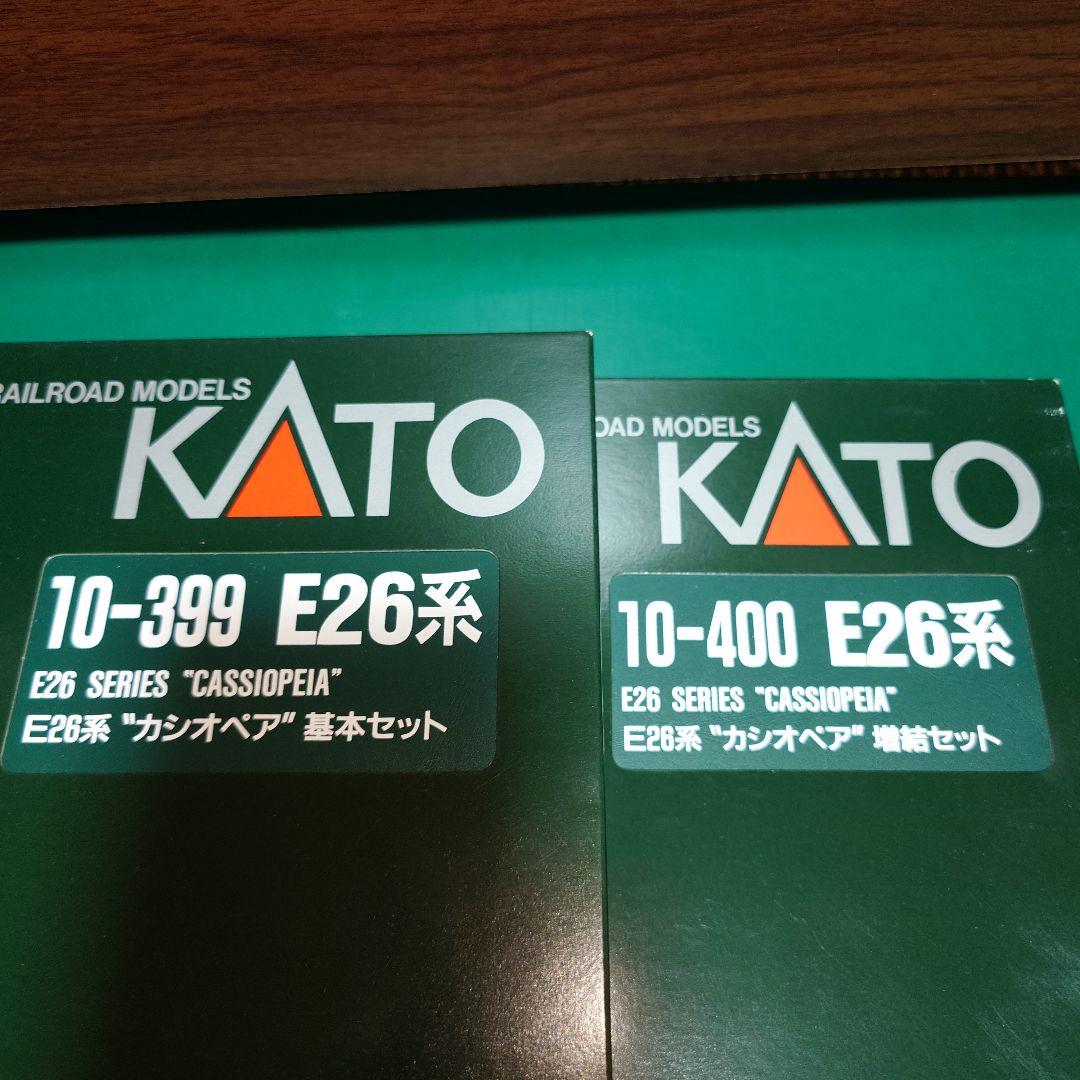 RAILROAD MODELS
KATO
10-399 E26系
E26 SERIES "CASSIOPEIA"
E26系 "カシオペア" 基本セット
MODELS
KATO
10-400 E26系
E26 SERIES "CASSIOPEIA"
E26系 "カシオペア" 増結セット